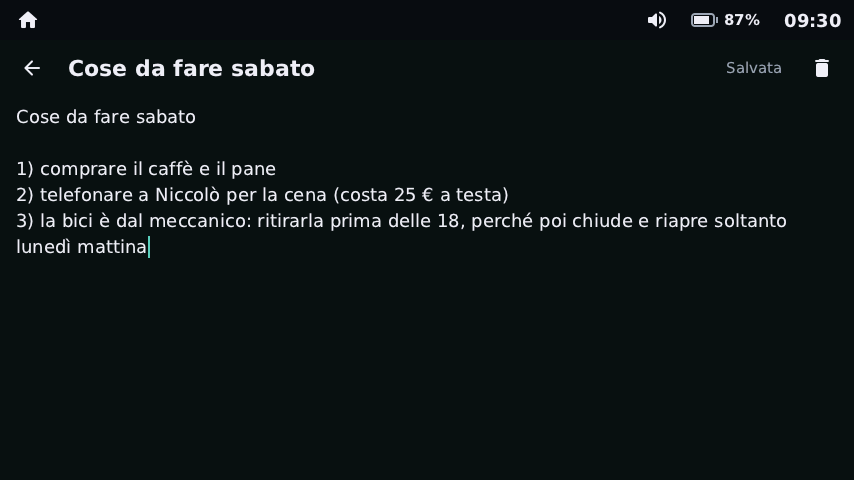 87% 09:30
Cose da fare sabato Salvata
Cose da fare sabato
1) comprare il caffè e il pane
2) telefonare a Niccolò per la cena (costa 25 € a testa)
3) la bici è dal meccanico: ritirarla prima delle 18, perché poi chiude e riapre soltanto
lunedì mattina